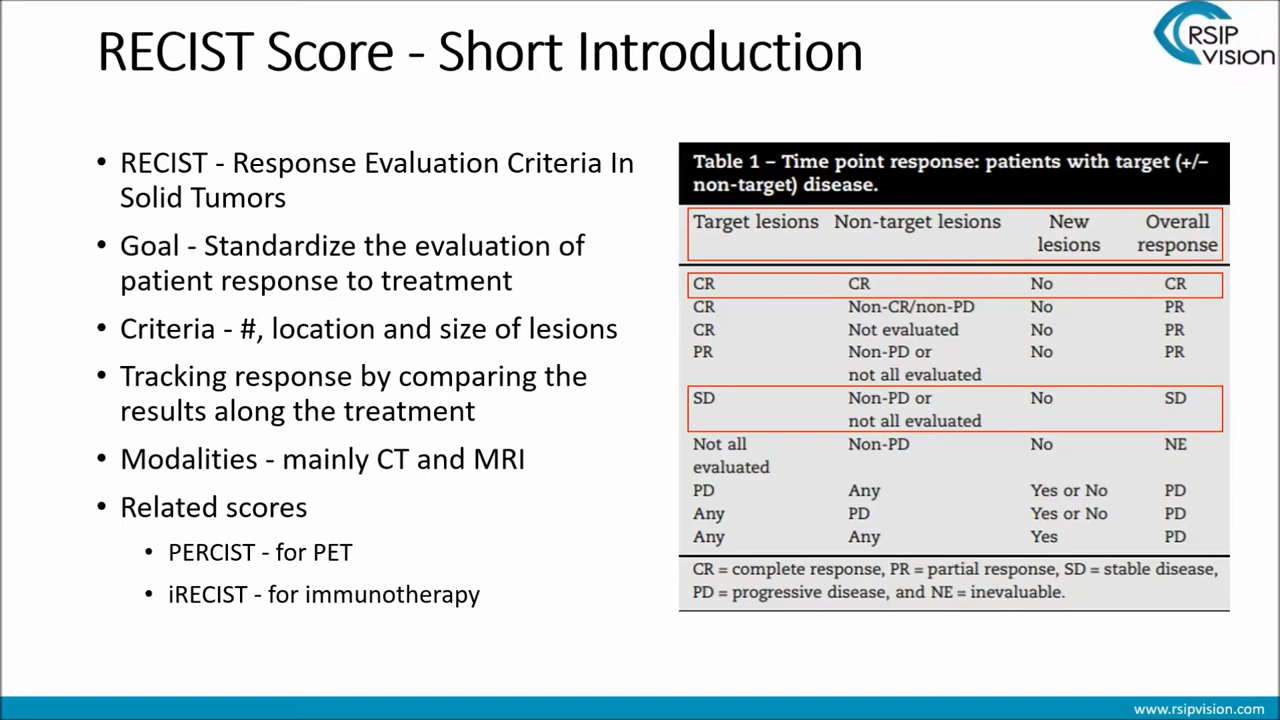 RECIST Score - Short Introduction
RSIP
vision
• RECIST - Response Evaluation Criteria In
Solid Tumors
• Goal - Standardize the evaluation of
patient response to treatment
• Criteria - #, location and size of lesions
• Tracking response by comparing the
results along the treatment
• Modalities - mainly CT and MRI
• Related scores
• PERCIST - for PET
• iRECIST - for immunotherapy
Table 1 – Time point response: patients with target (+/–
non-target) disease.
Target lesions Non-target lesions New Overall
lesions response
CR CR No CR
CR Non-CR/non-PD No PR
CR Not evaluated No PR
PR Non-PD or No PR
not all evaluated
SD Non-PD or No SD
not all evaluated
Not all Non-PD No NE
evaluated
PD Any Yes or No PD
Any PD Yes or No PD
Any Any Yes PD
CR = complete response, PR = partial response, SD = stable disease,
PD = progressive disease, and NE = inevaluable.
www.rsipvision.com